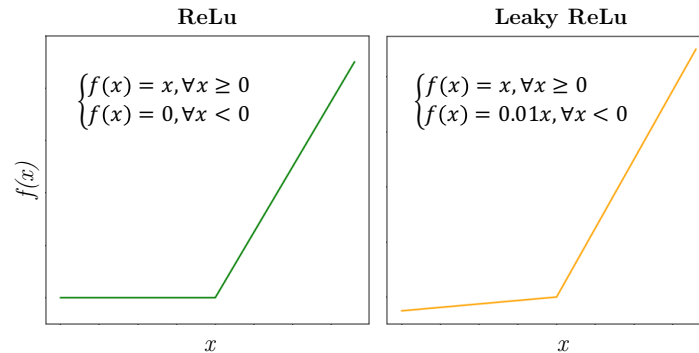 ReLu
f(x) = x, ∀x ≥ 0
f(x) = 0, ∀x < 0
f(x)
x
Leaky ReLu
f(x) = x, ∀x ≥ 0
f(x) = 0.01x, ∀x < 0
x